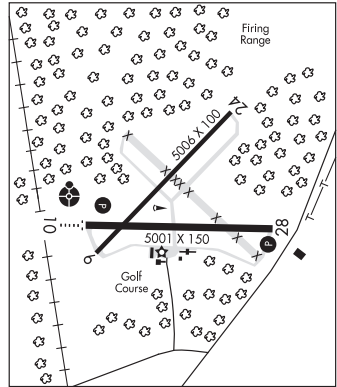 Firing
Range
24
5006 X 100
P
10
28
5001 X 150
P
6
Golf
Course